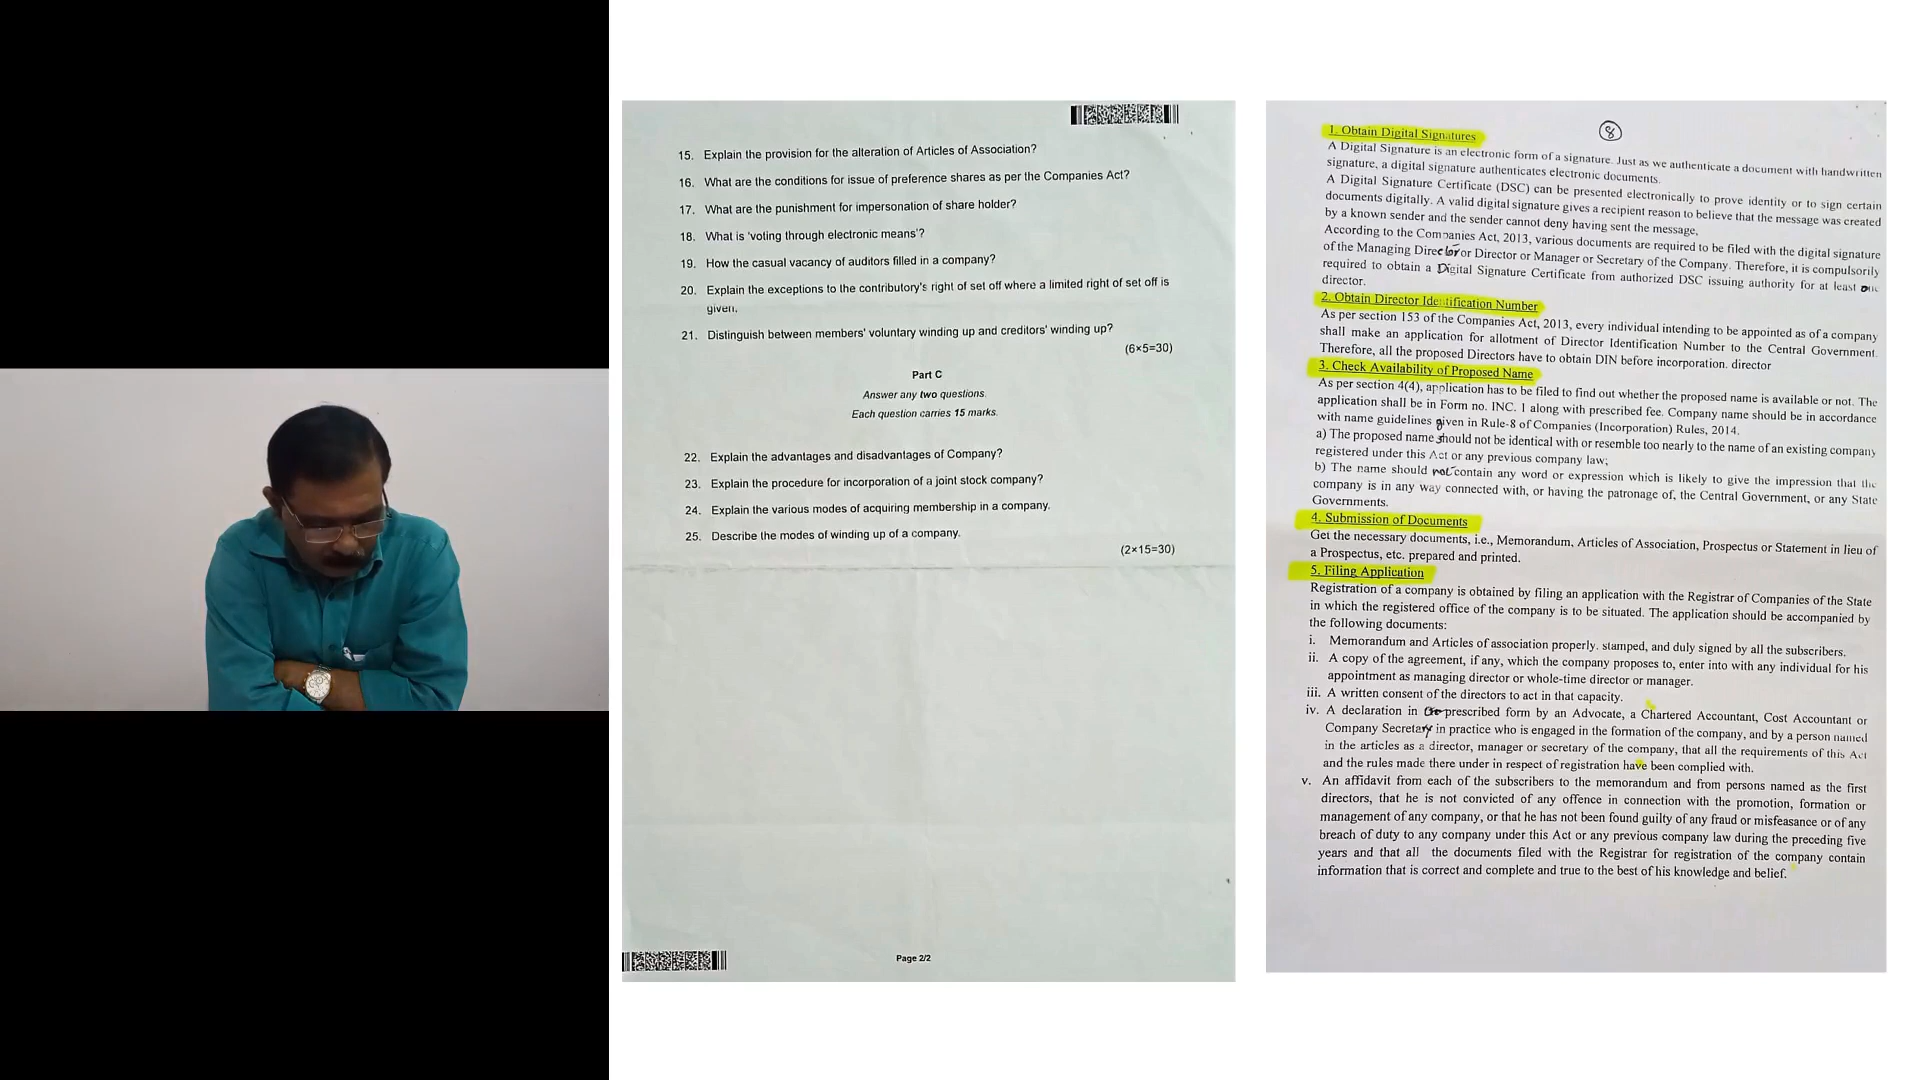 15. Explain the provision for the alteration of Articles of Association?
16. What are the conditions for issue of preference shares as per the Companies Act?
17. What are the punishment for impersonation of share holder?
18. What is 'voting through electronic means'?
19. How the casual vacancy of auditors filled in a company?
20. Explain the exceptions to the contributory's right of set off where a limited right of set off is
given.
21. Distinguish between members' voluntary winding up and creditors' winding up?
(6×5=30)
Part C
Answer any two questions.
Each question carries 15 marks.
22. Explain the advantages and disadvantages of Company?
23. Explain the procedure for incorporation of a joint stock company?
24. Explain the various modes of acquiring membership in a company.
25. Describe the modes of winding up of a company.
(2×15=30)
Page 2/2
8
1. Obtain Digital Signatures
A Digital Signature is an electronic form of a signature. Just as we authenticate a document with handwritten
signature, a digital signature authenticates electronic documents.
A Digital Signature Certificate (DSC) can be presented electronically to prove identity or to sign certain
documents digitally. A valid digital signature gives a recipient reason to believe that the message was created
by a known sender and the sender cannot deny having sent the message.
According to the Companies Act, 2013, various documents are required to be filed with the digital signature
of the Managing Director or Director or Manager or Secretary of the Company. Therefore, it is compulsorily
required to obtain a Digital Signature Certificate from authorized DSC issuing authority for at least one
director.
2. Obtain Director Identification Number
As per section 153 of the Companies Act, 2013, every individual intending to be appointed as of a company
shall make an application for allotment of Director Identification Number to the Central Government.
Therefore, all the proposed Directors have to obtain DIN before incorporation. director
3. Check Availability of Proposed Name
As per section 4(4), application has to be filed to find out whether the proposed name is available or not. The
application shall be in Form no. INC. 1 along with prescribed fee. Company name should be in accordance
with name guidelines given in Rule-8 of Companies (Incorporation) Rules, 2014.
a) The proposed name should not be identical with or resemble too nearly to the name of an existing company
registered under this Act or any previous company law;
b) The name should not contain any word or expression which is likely to give the impression that the
company is in any way connected with, or having the patronage of, the Central Government, or any State
Governments.
4. Submission of Documents
Get the necessary documents, i.e., Memorandum, Articles of Association, Prospectus or Statement in lieu of
a Prospectus, etc. prepared and printed.
5. Filing Application
Registration of a company is obtained by filing an application with the Registrar of Companies of the State
in which the registered office of the company is to be situated. The application should be accompanied by
the following documents:
i. Memorandum and Articles of association properly. stamped, and duly signed by all the subscribers.
ii. A copy of the agreement, if any, which the company proposes to, enter into with any individual for his
appointment as managing director or whole-time director or manager.
iii. A written consent of the directors to act in that capacity.
iv. A declaration in prescribed form by an Advocate, a Chartered Accountant, Cost Accountant or
Company Secretary in practice who is engaged in the formation of the company, and by a person named
in the articles as a director, manager or secretary of the company, that all the requirements of this Act
and the rules made there under in respect of registration have been complied with.
v. An affidavit from each of the subscribers to the memorandum and from persons named as the first
directors, that he is not convicted of any offence in connection with the promotion, formation or
management of any company, or that he has not been found guilty of any fraud or misfeasance or of any
breach of duty to any company under this Act or any previous company law during the preceding five
years and that all the documents filed with the Registrar for registration of the company contain
information that is correct and complete and true to the best of his knowledge and belief.